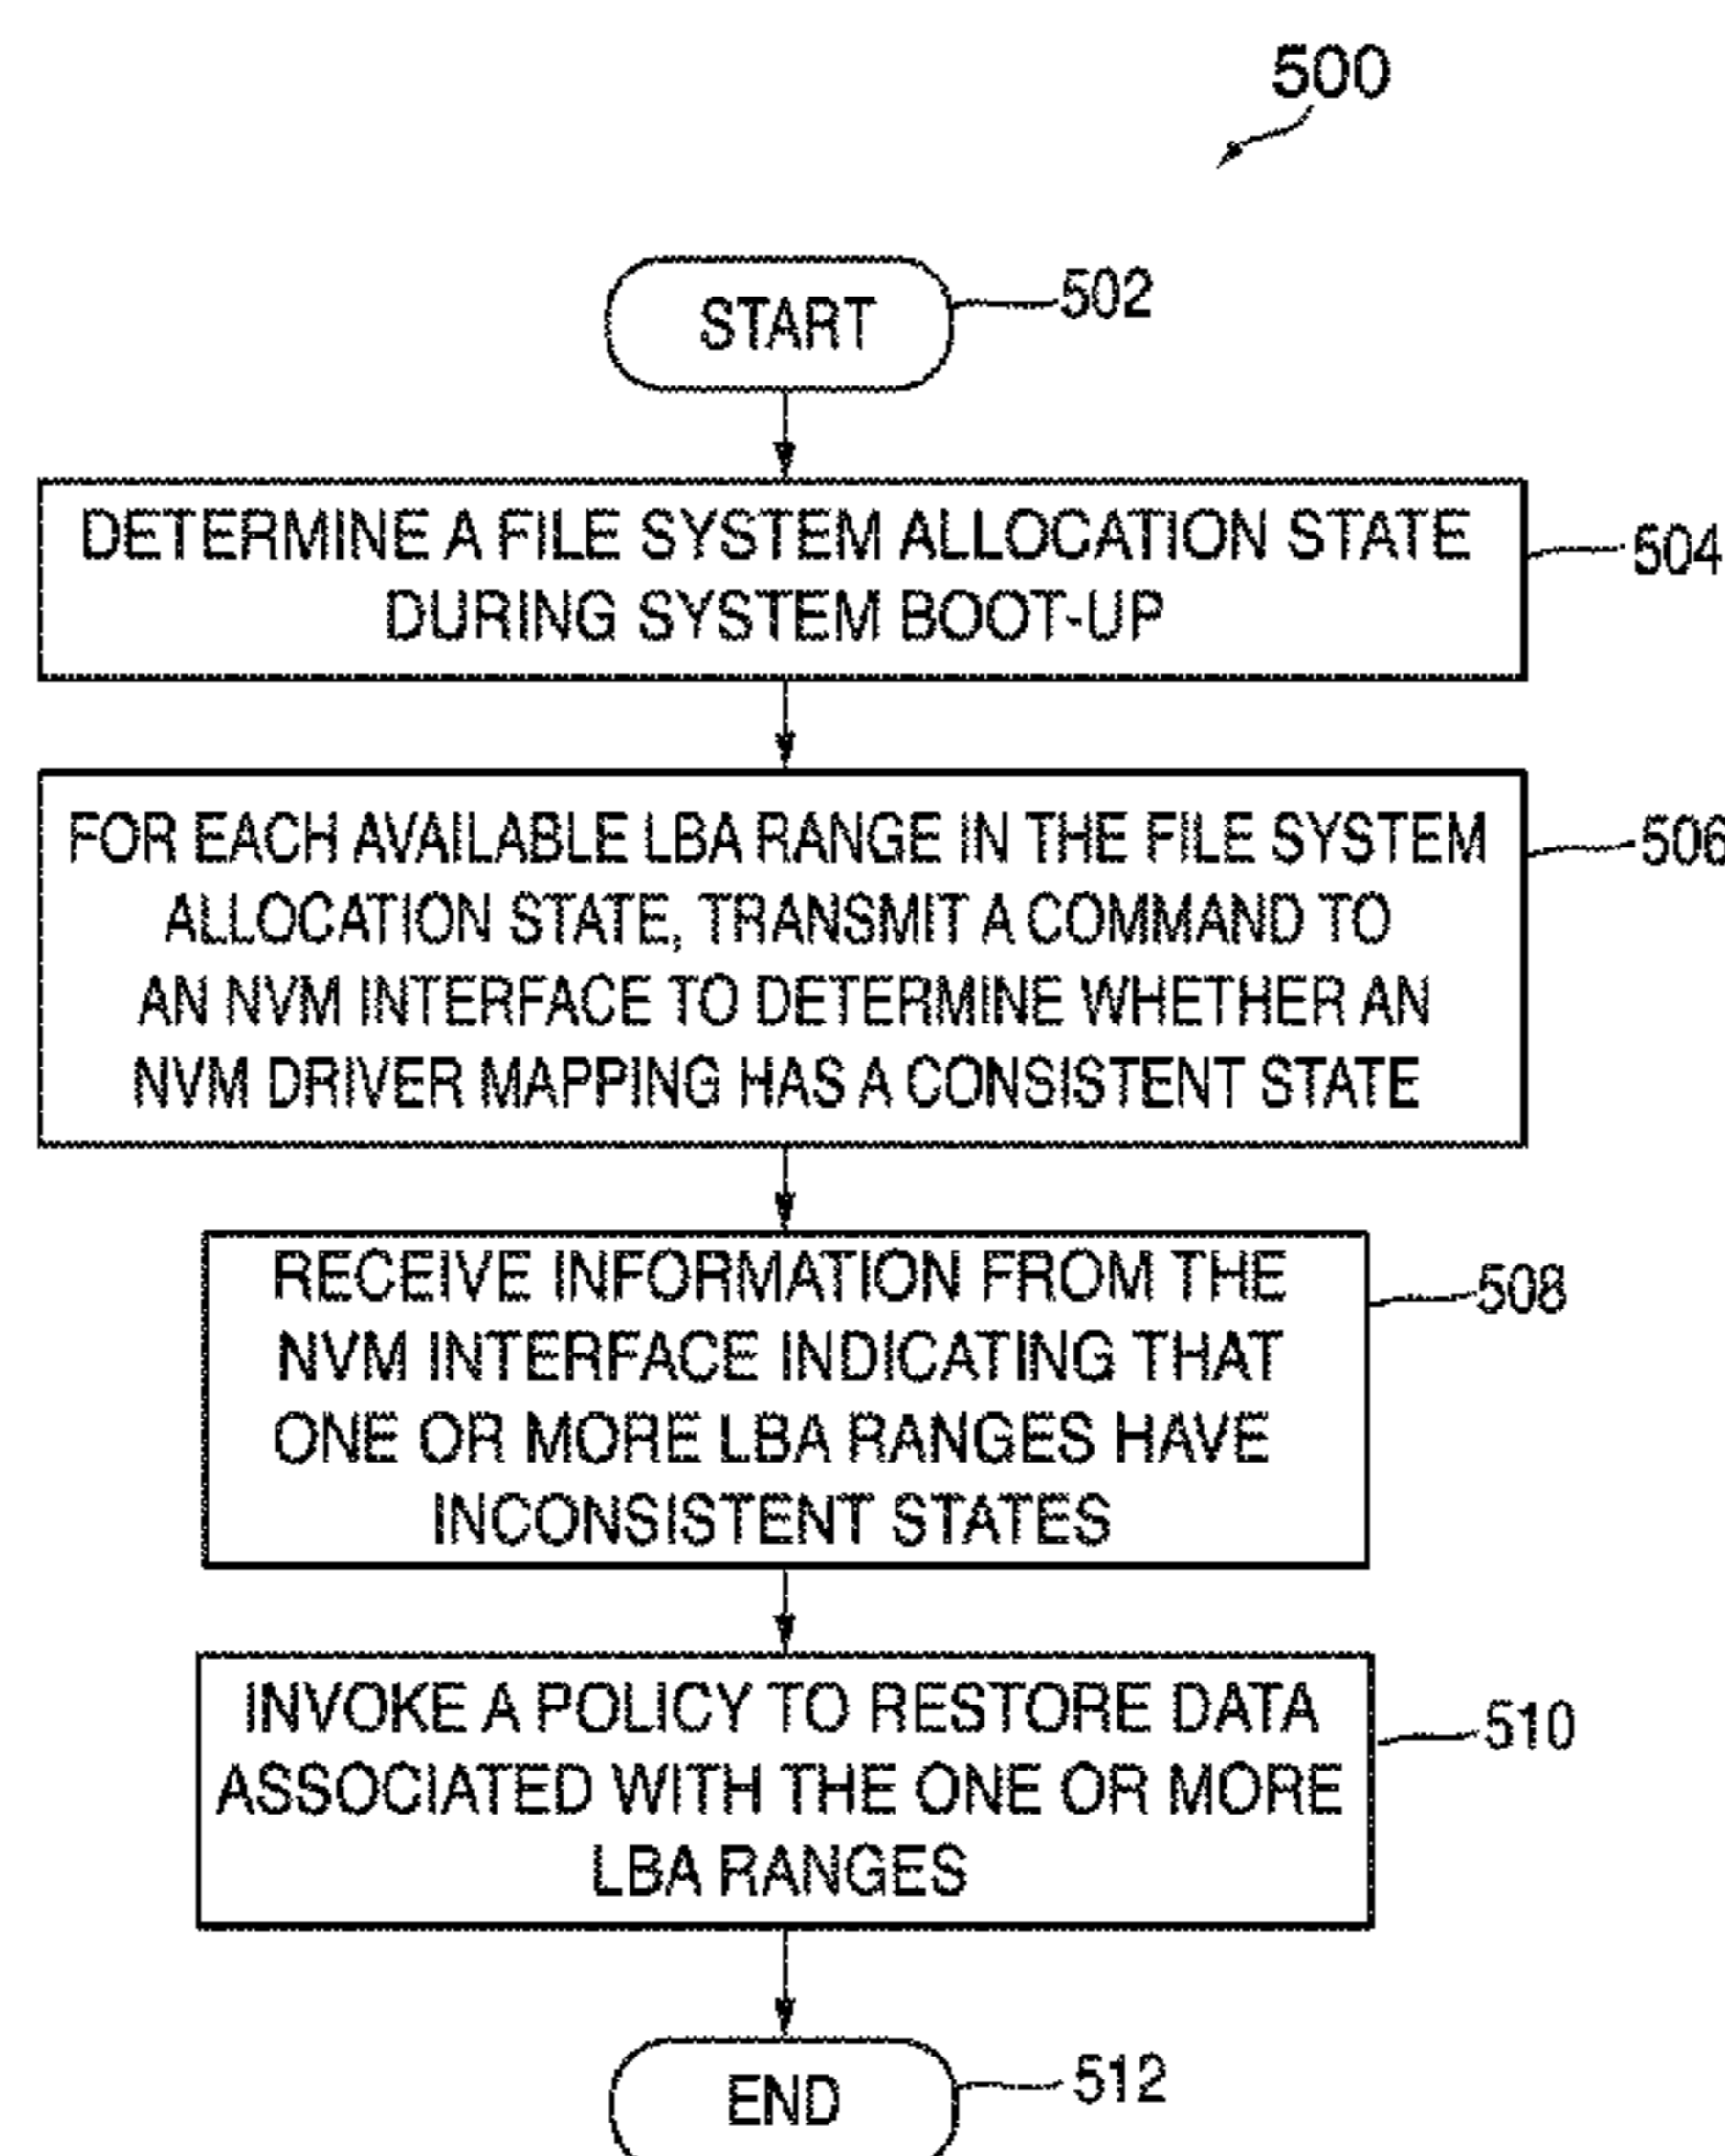 500
START
502
DETERMINE A FILE SYSTEM ALLOCATION STATE
DURING SYSTEM BOOT-UP
504
FOR EACH AVAILABLE LBA RANGE IN THE FILE SYSTEM
ALLOCATION STATE, TRANSMIT A COMMAND TO
AN NVM INTERFACE TO DETERMINE WHETHER AN
NVM DRIVER MAPPING HAS A CONSISTENT STATE
506
RECEIVE INFORMATION FROM THE
NVM INTERFACE INDICATING THAT
ONE OR MORE LBA RANGES HAVE
INCONSISTENT STATES
508
INVOKE A POLICY TO RESTORE DATA
ASSOCIATED WITH THE ONE OR MORE
LBA RANGES
510
END
512